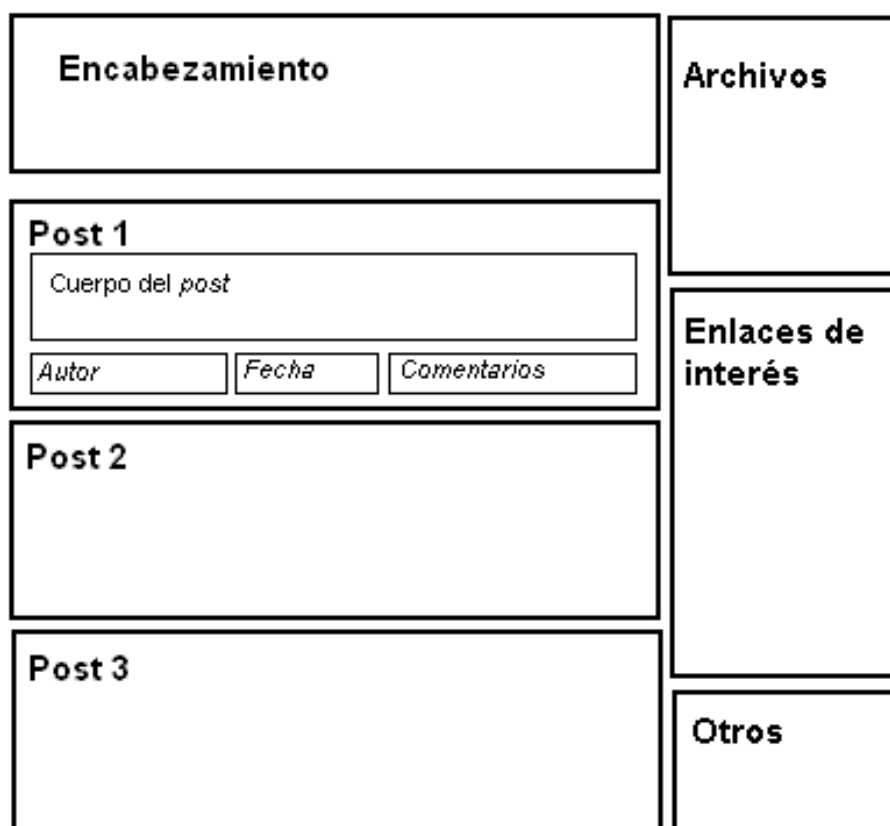 Encabezamiento
Post 1
Cuerpo del post
Autor
Fecha
Comentarios
Post 2
Post 3
Archivos
Enlaces de
interés
Otros